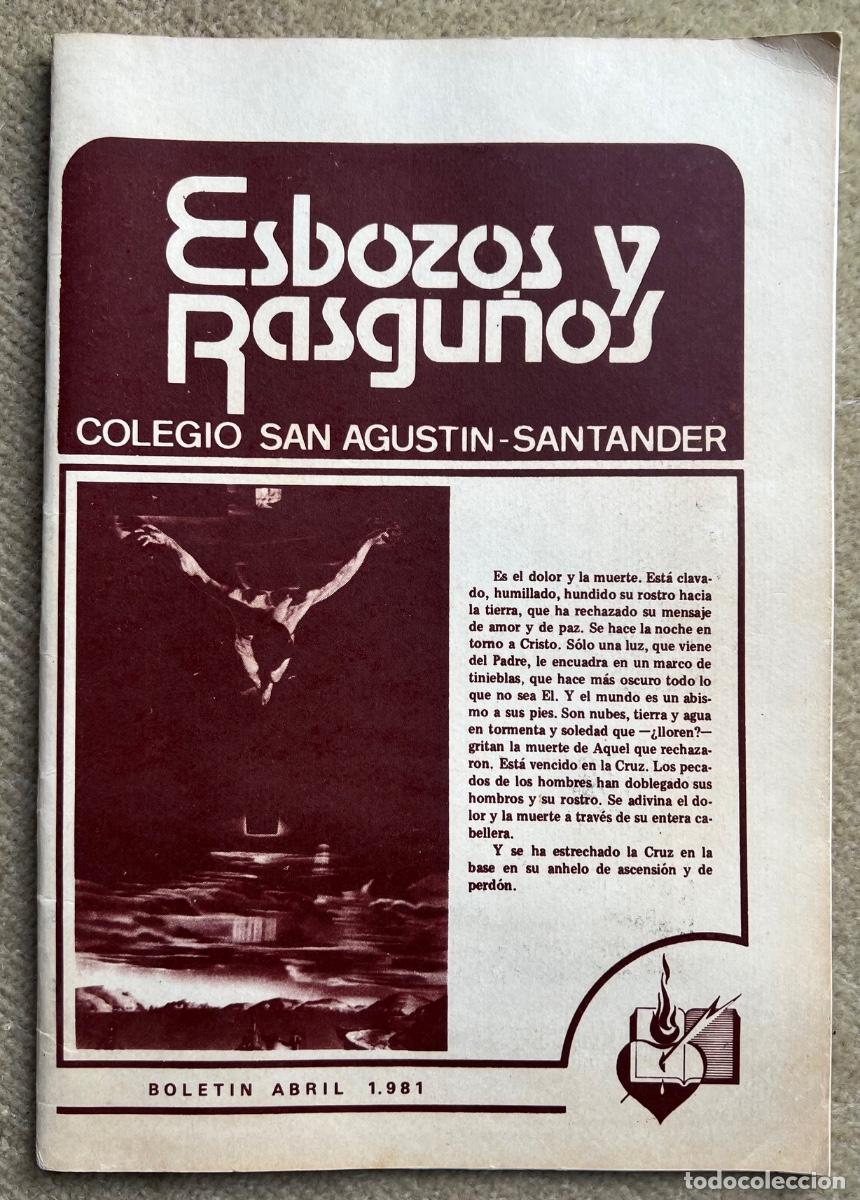 Esbozos y
Rasguños
COLEGIO SAN AGUSTIN-SANTANDER
Es el dolor y la muerte. Está clava-
do, humillado, hundido su rostro hacia
la tierra, que ha rechazado su mensaje
de amor y de paz. Se hace la noche en
torno a Cristo. Sólo una luz, que viene
del Padre, le encuadra en un marco de
tinieblas, que hace más oscuro todo lo
que no sea El. Y el mundo es un abis-
mo a sus pies. Son nubes, tierra y agua
en tormenta y soledad que —¿lloren?—
gritan la muerte de Aquel que rechaza-
ron. Está vencido en la Cruz. Los peca-
dos de los hombres han doblegado sus
hombros y su rostro. Se adivina el do-
lor y la muerte a través de su entera ca-
bellera.
Y se ha estrechado la Cruz en la
base en su anhelo de ascensión y de
perdón.
BOLETIN ABRIL 1.981
todocoleccion